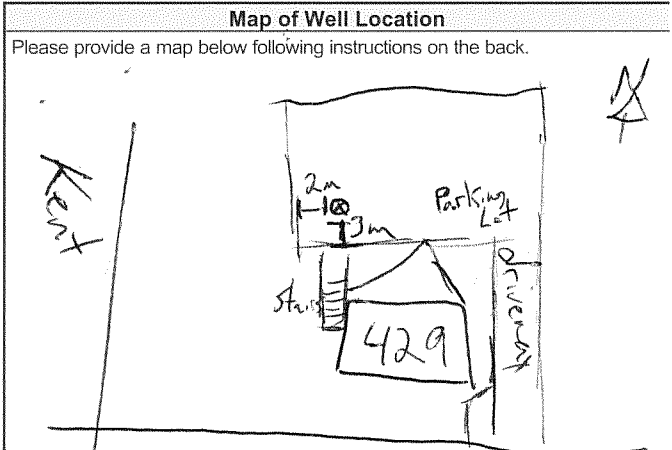 Map of Well Location
Please provide a map below following instructions on the back.
N
Kent
2m
3m
Parking
Lot
Stairs
driveway
429